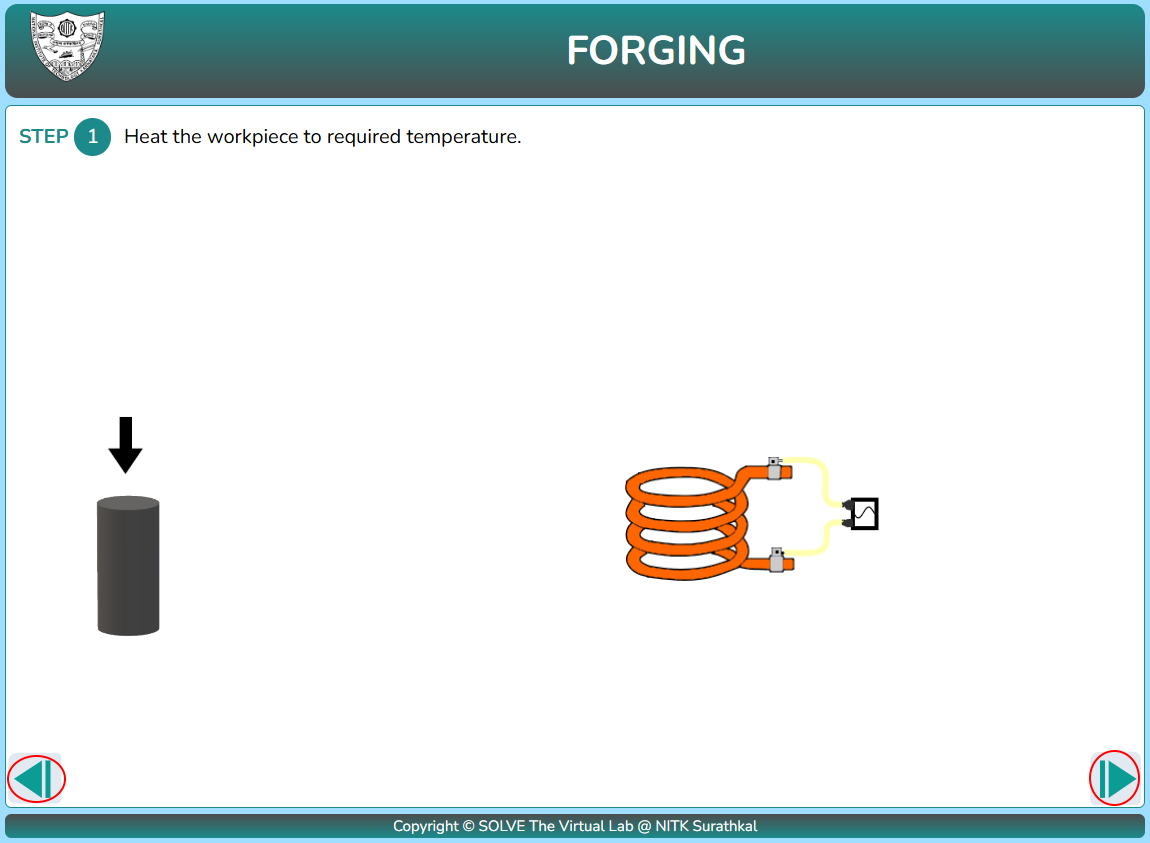 FORGING
STEP 1 Heat the workpiece to required temperature.
Copyright © SOLVE The Virtual Lab @ NITK Surathkal